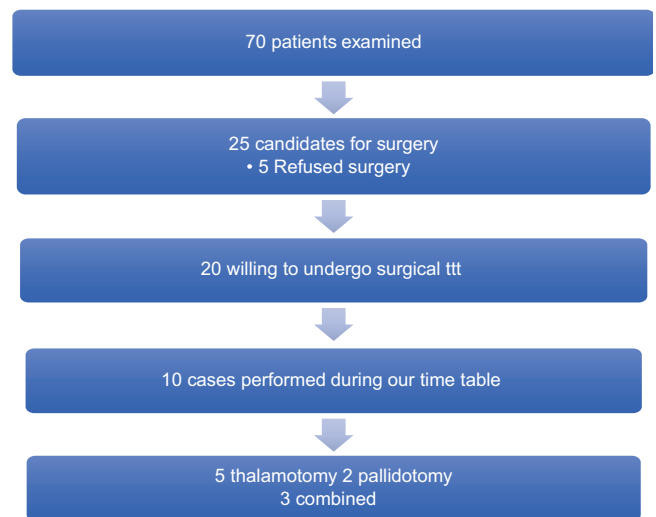 70 patients examined
25 candidates for surgery
• 5 Refused surgery
20 willing to undergo surgical ttt
10 cases performed during our time table
5 thalamotomy 2 pallidotomy
3 combined